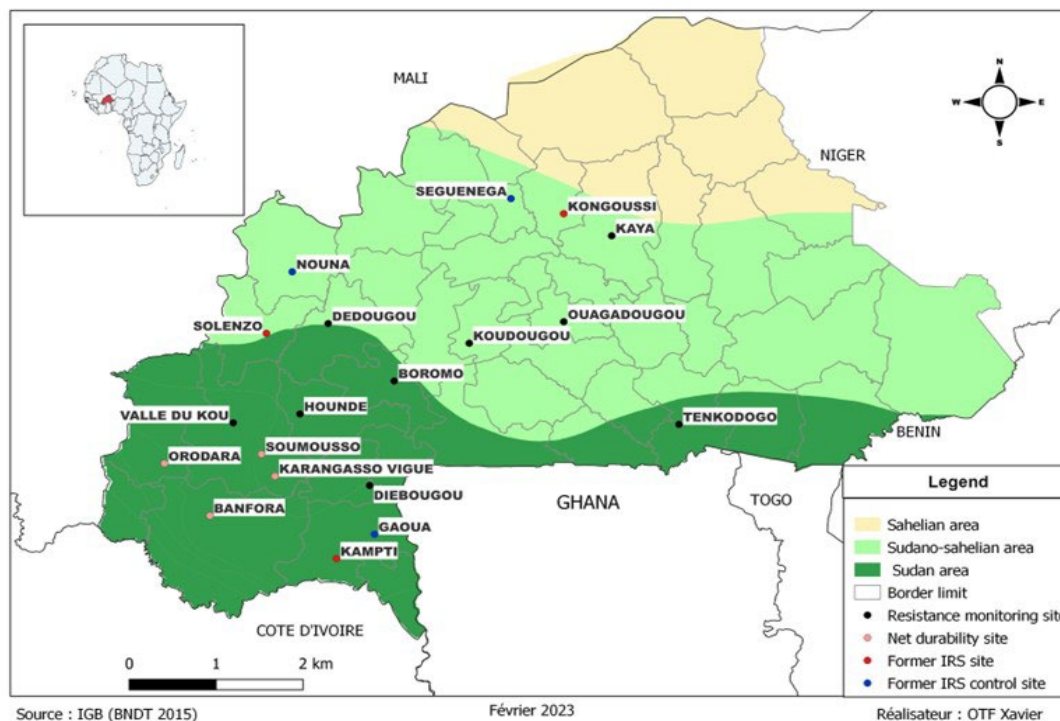 MALI
N
W E
S
NIGER
SEGUENEGA
KONGOUSSI
KAYA
NOUNA
SOLENZO
DEDOUGOU
OUAGADOUGOU
KOUDOUGOU
BOROMO
HOUNDE
VALLE DU KOU
TENKODOGO
SOUMOUSSO
ORODARA
KARANGASSO VIGUE
BENIN
DIEBOUGOU
BANFORA
GHANA
TOGO
GAOUA
KAMPTI
COTE D'IVOIRE
Legend
Sahelian area
Sudano-sahelian area
Sudan area
Border limit
Resistance monitoring site
Net durability site
Former IRS site
Former IRS control site
0 1 2 km
Source : IGB (BNDT 2015)
Février 2023
Réalisateur : OTF Xavier